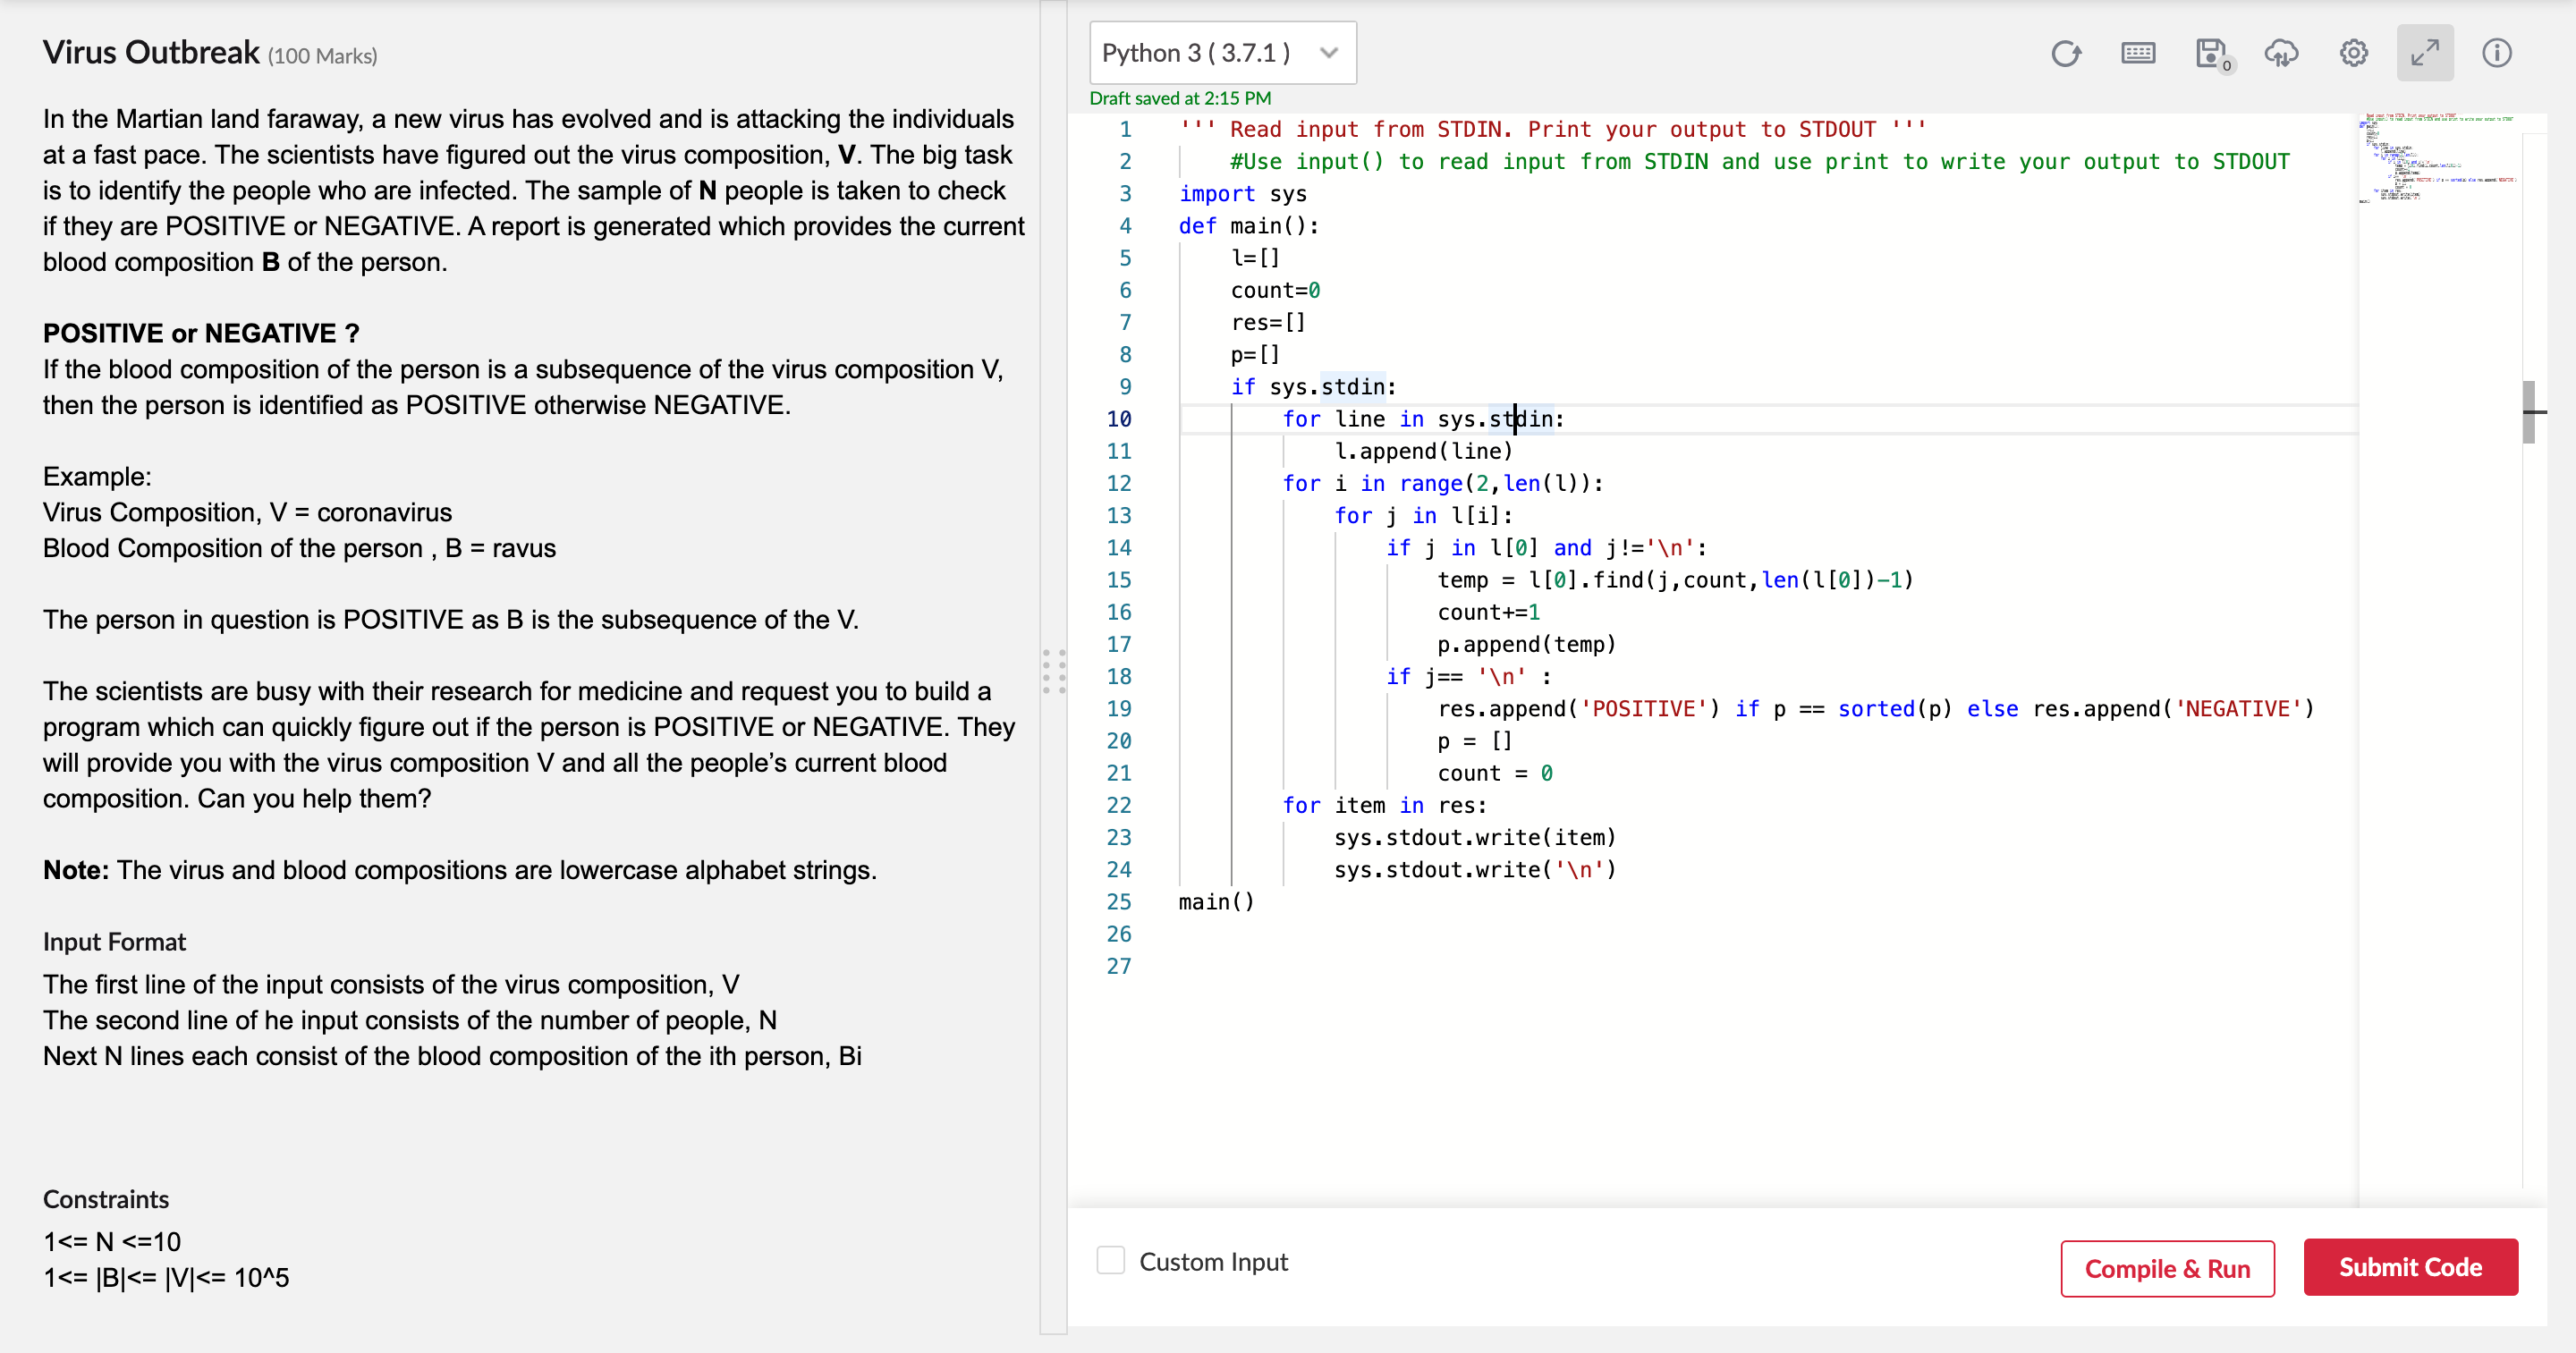 Virus Outbreak (100 Marks)
In the Martian land faraway, a new virus has evolved and is attacking the individuals
at a fast pace. The scientists have figured out the virus composition, V. The big task
is to identify the people who are infected. The sample of N people is taken to check
if they are POSITIVE or NEGATIVE. A report is generated which provides the current
blood composition B of the person.
POSITIVE or NEGATIVE ?
If the blood composition of the person is a subsequence of the virus composition V,
then the person is identified as POSITIVE otherwise NEGATIVE.
Example:
Virus Composition, V = coronavirus
Blood Composition of the person , B = ravus
The person in question is POSITIVE as B is the subsequence of the V.
The scientists are busy with their research for medicine and request you to build a
program which can quickly figure out if the person is POSITIVE or NEGATIVE. They
will provide you with the virus composition V and all the people's current blood
composition. Can you help them?
Note: The virus and blood compositions are lowercase alphabet strings.
Input Format
The first line of the input consists of the virus composition, V
The second line of he input consists of the number of people, N
Next N lines each consist of the blood composition of the ith person, Bi
Constraints
1<= N <=10
1<= |B|<= |V|<= 10^5
Python 3 ( 3.7.1 )
0
Draft saved at 2:15 PM
1 ''' Read input from STDIN. Print your output to STDOUT '''
2 #Use input() to read input from STDIN and use print to write your output to STDOUT
3 import sys
4 def main():
5 l=[]
6 count=0
7 res=[]
8 p=[]
9 if sys.stdin:
10 for line in sys.stdin:
11 l.append(line)
12 for i in range(2,len(l)):
13 for j in l[i]:
14 if j in l[0] and j!='\n':
15 temp = l[0].find(j,count,len(l[0])-1)
16 count+=1
17 p.append(temp)
18 if j== '\n' :
19 res.append('POSITIVE') if p == sorted(p) else res.append('NEGATIVE')
20 p = []
21 count = 0
22 for item in res:
23 sys.stdout.write(item)
24 sys.stdout.write('\n')
25 main()
26
27
Custom Input
Compile & Run
Submit Code